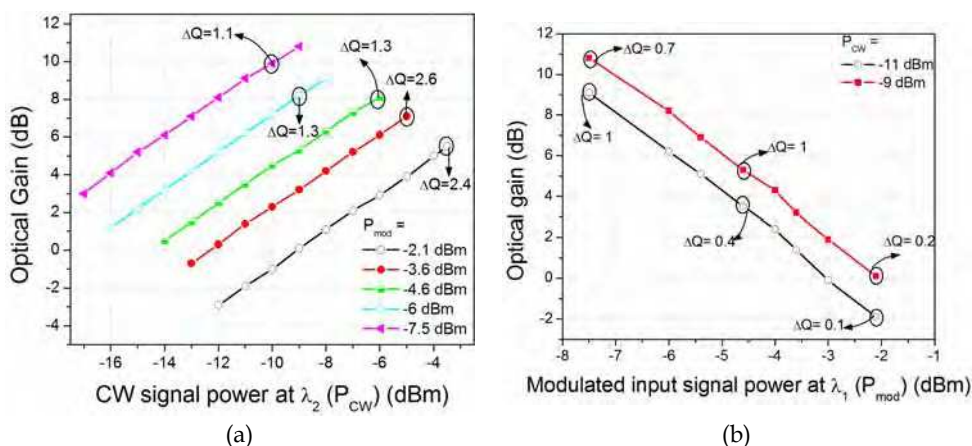 12
10
8
6
4
2
0
-2
-4
Optical Gain (dB)
ΔQ=1.1
ΔQ=1.3
ΔQ=2.6
ΔQ=1.3
ΔQ=2.4
P_mod =
-2.1 dBm
-3.6 dBm
-4.6 dBm
-6 dBm
-7.5 dBm
-16 -14 -12 -10 -8 -6 -4
CW signal power at λ₂ (P_CW) (dBm)
(a)
12
10
8
6
4
2
0
-2
Optical gain (dB)
ΔQ= 0.7
P_CW =
-11 dBm
-9 dBm
ΔQ= 1
ΔQ= 1
ΔQ= 0.4
ΔQ= 0.2
ΔQ= 0.1
-8 -7 -6 -5 -4 -3 -2 -1
Modulated input signal power at λ₁ (P_mod) (dBm)
(b)